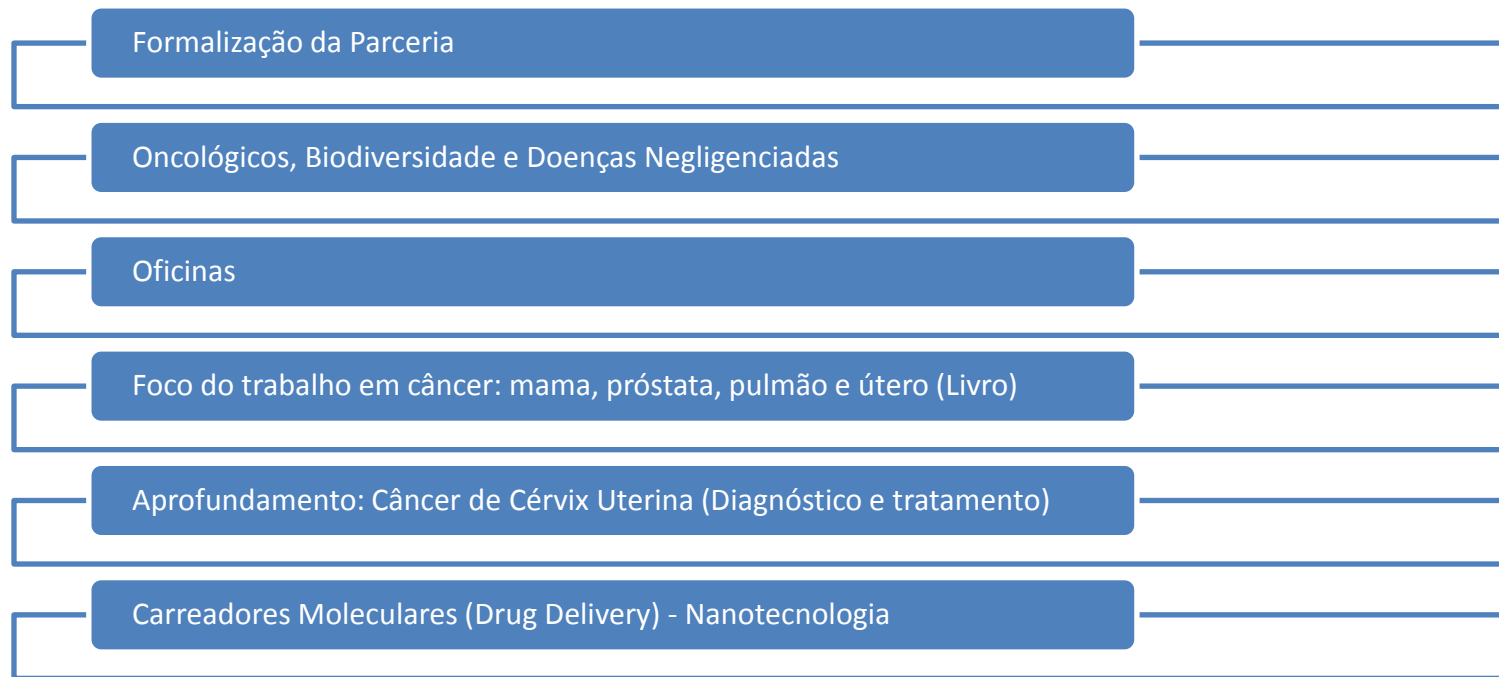 Formalização da Parceria
Oncológicos, Biodiversidade e Doenças Negligenciadas
Oficinas
Foco do trabalho em câncer: mama, próstata, pulmão e útero (Livro)
Aprofundamento: Câncer de Cérvix Uterina (Diagnóstico e tratamento)
Carreadores Moleculares (Drug Delivery) - Nanotecnologia